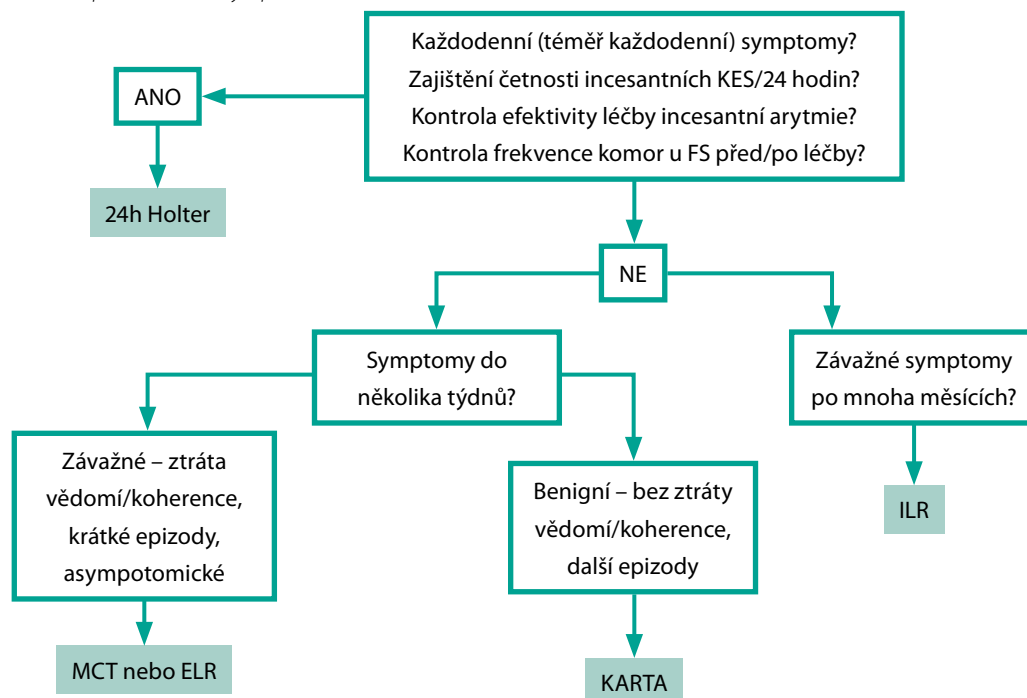 Každodenní (téměř každodenní) symptomy?
Zajištění četnosti incesantních KES/24 hodin?
Kontrola efektivity léčby incesantní arytmie?
Kontrola frekvence komor u FS před/po léčby?
ANO
24h Holter
NE
Symptomy do
několika týdnů?
Závažné symptomy
po mnoha měsících?
Závažné – ztráta
vědomí/koherence,
krátké epizody,
asympotomické
Benigní – bez ztráty
vědomí/koherence,
další epizody
ILR
MCT nebo ELR
KARTA